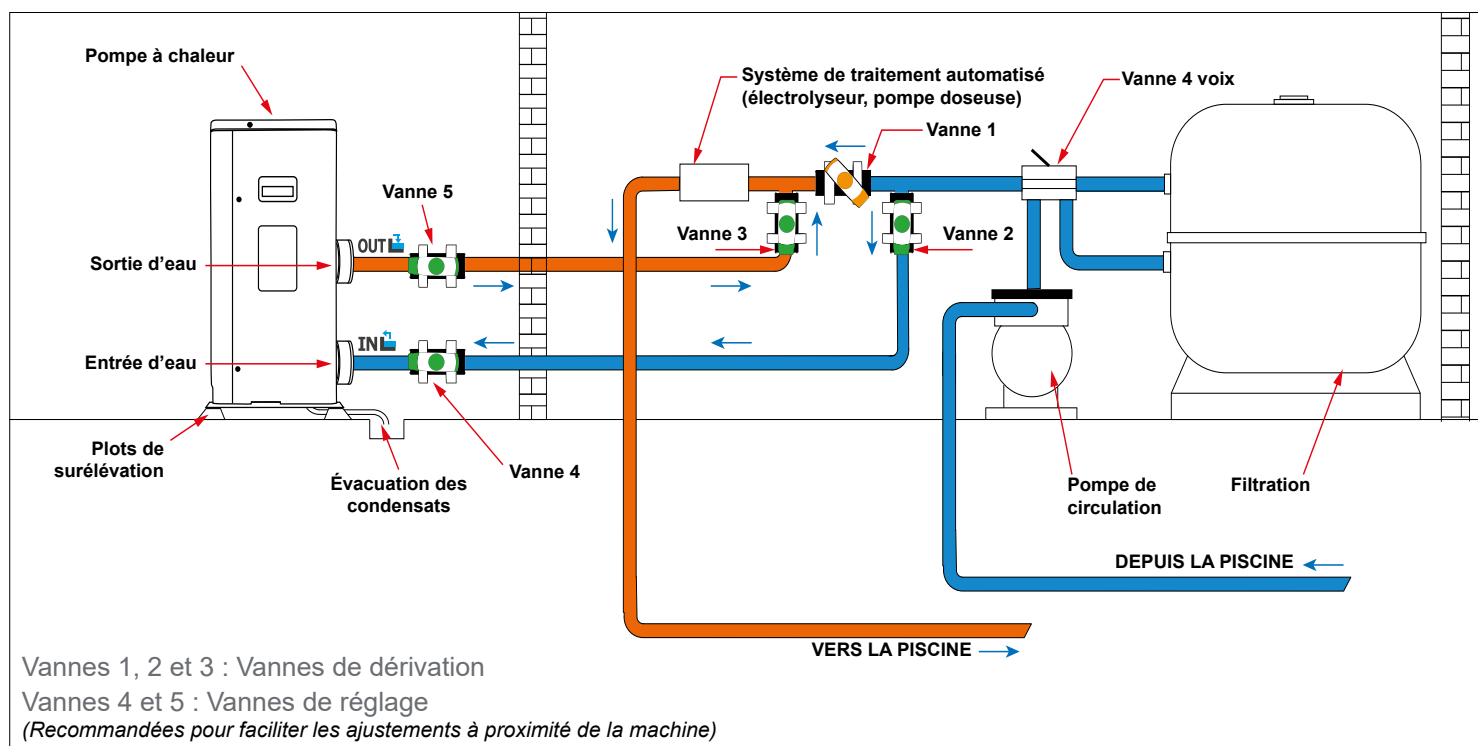 Pompe à chaleur
Système de traitement automatisé
(électrolyseur, pompe doseuse)
Vanne 4 voix
Vanne 1
Vanne 5
Vanne 3
Vanne 2
OUT
Sortie d'eau
IN
Entrée d'eau
Plots de
surélévation
Évacuation des
condensats
Vanne 4
Pompe de
circulation
Filtration
DEPUIS LA PISCINE
VERS LA PISCINE
Vannes 1, 2 et 3 : Vannes de dérivation
Vannes 4 et 5 : Vannes de réglage
(Recommandées pour faciliter les ajustements à proximité de la machine)